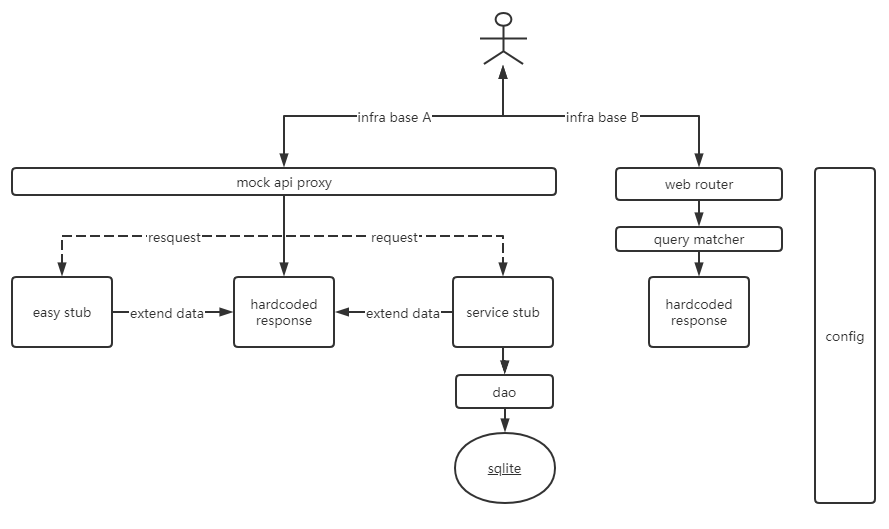 infra base A
infra base B
mock api proxy
web router
resquest
request
query matcher
easy stub
extend data
hardcoded
response
extend data
service stub
hardcoded
response
config
dao
sqlite